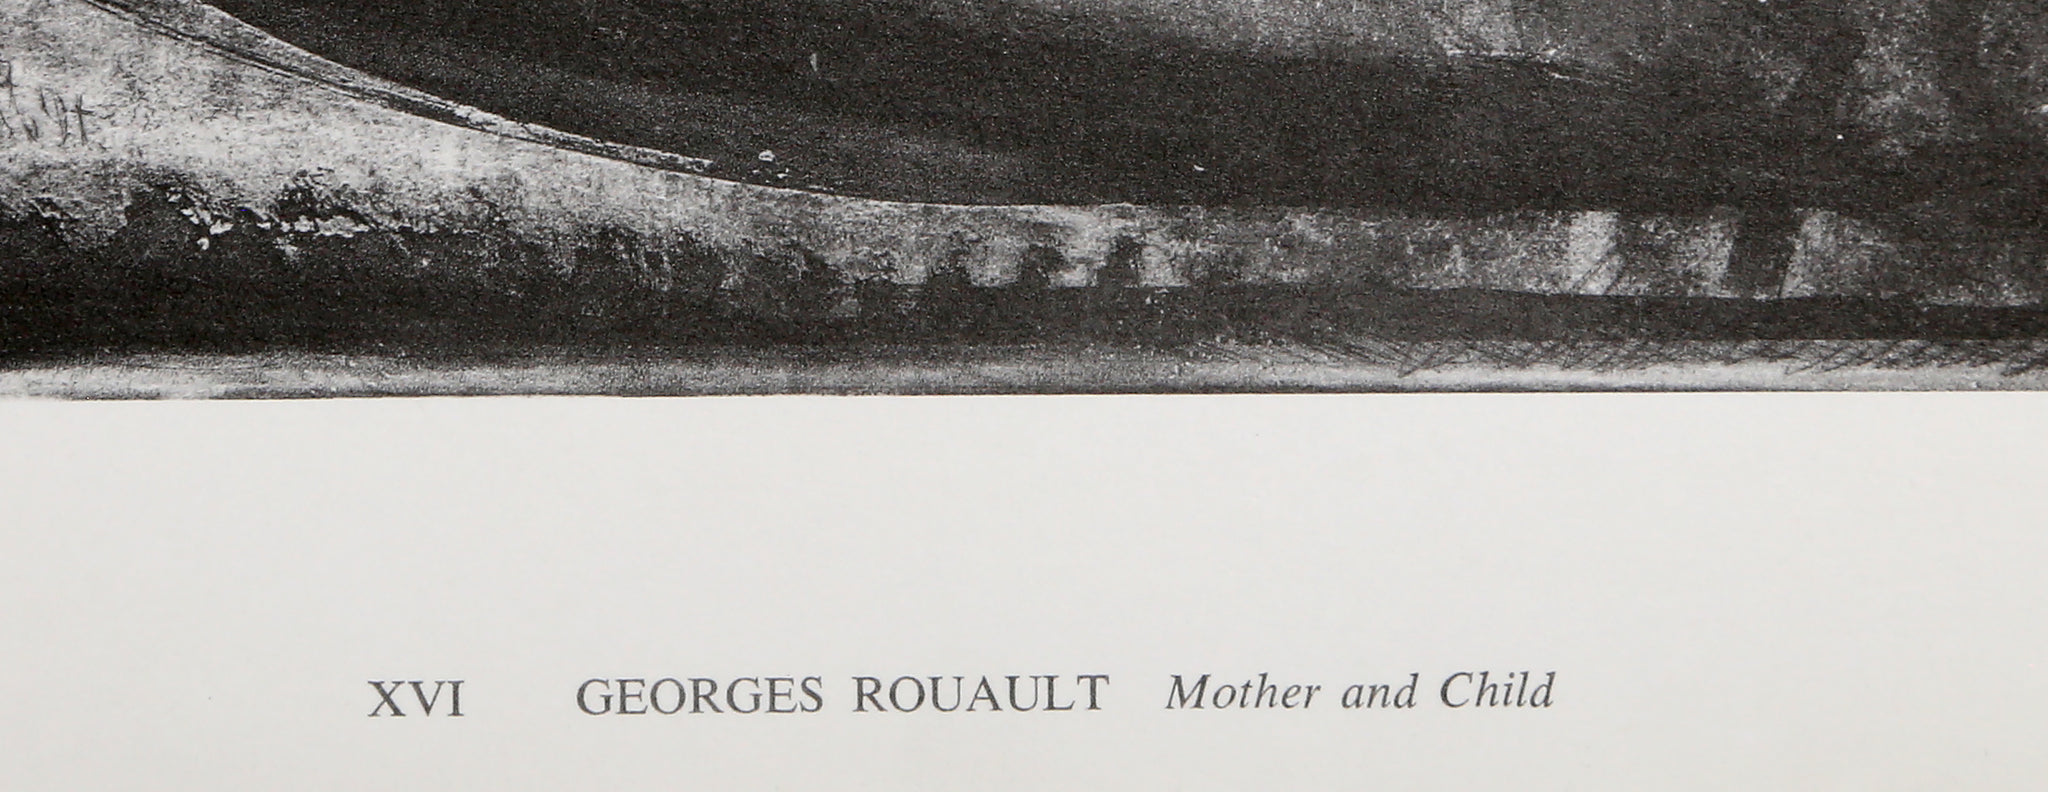 XVI GEORGES ROUAULT Mother and Child